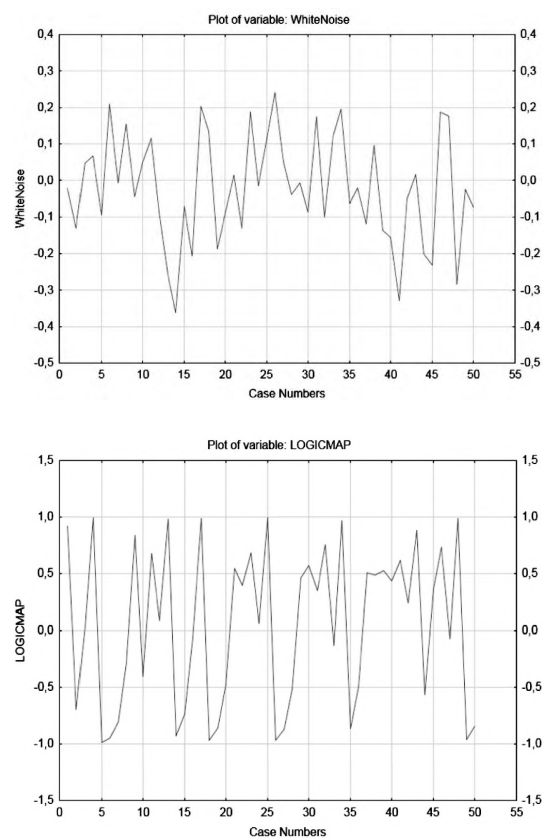 Plot of variable: WhiteNoise
0,4 0,4
0,3 0,3
0,2 0,2
0,1 0,1
0,0 0,0
-0,1 -0,1
-0,2 -0,2
-0,3 -0,3
-0,4 -0,4
-0,5 -0,5
WhiteNoise
0 5 10 15 20 25 30 35 40 45 50 55
Case Numbers
Plot of variable: LOGICMAP
1,5 1,5
1,0 1,0
0,5 0,5
0,0 0,0
-0,5 -0,5
-1,0 -1,0
-1,5 -1,5
LOGICMAP
0 5 10 15 20 25 30 35 40 45 50 55
Case Numbers